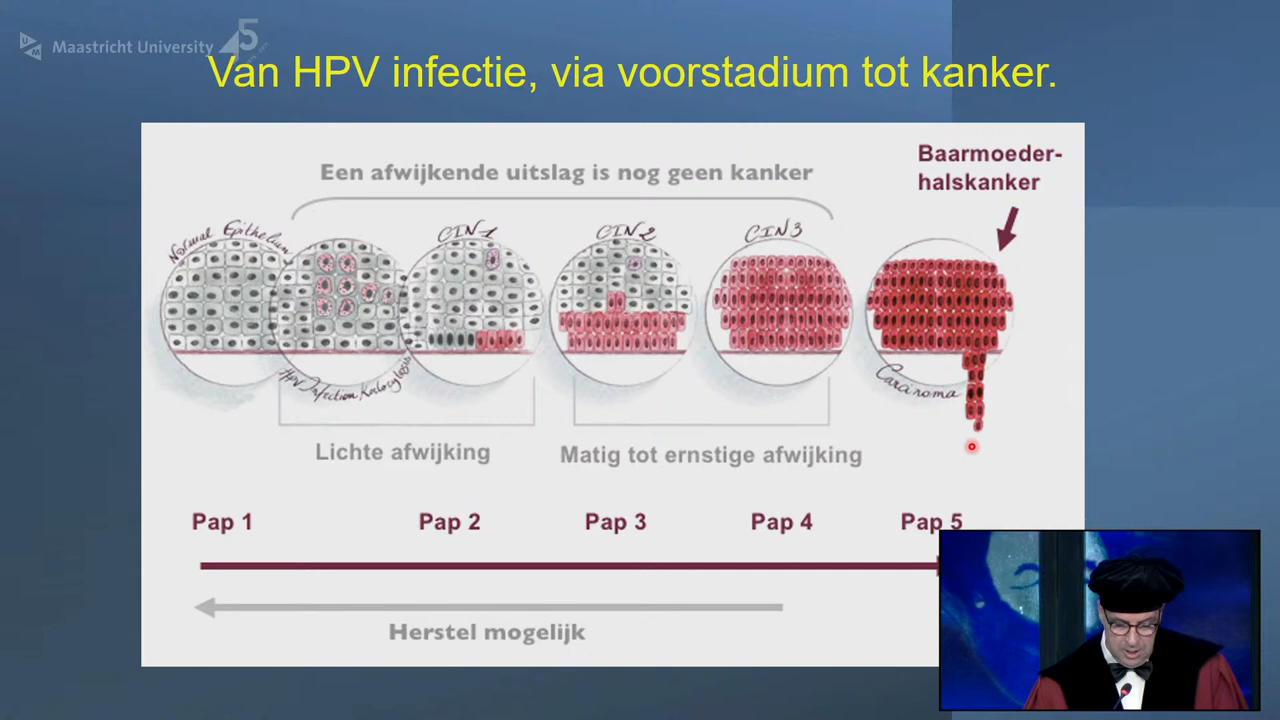 Maastricht University
45
Van HPV infectie, via voorstadium tot kanker.
Een afwijkende uitslag is nog geen kanker
Baarmoeder-
halskanker
Normal Epithelium
CIN 1
CIN 2
CIN 3
HPV Infection Koilocytosis
Carcinoma
Lichte afwijking
Matig tot ernstige afwijking
Pap 1
Pap 2
Pap 3
Pap 4
Pap 5
Herstel mogelijk